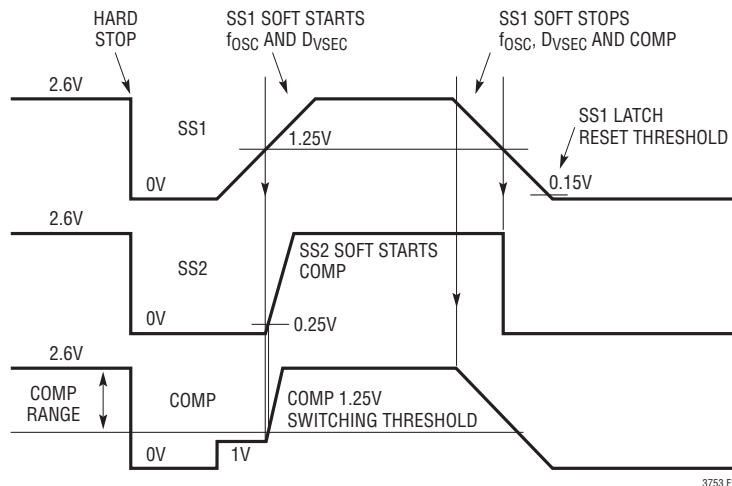 HARD
STOP
SS1 SOFT STARTS
fOSC AND DVSEC
SS1 SOFT STOPS
fOSC, DVSEC AND COMP
2.6V
SS1
1.25V
SS1 LATCH
RESET THRESHOLD
0V
0.15V
2.6V
SS2
SS2 SOFT STARTS
COMP
0V
0.25V
2.6V
COMP
RANGE
COMP
COMP 1.25V
SWITCHING THRESHOLD
0V
1V
3753 F